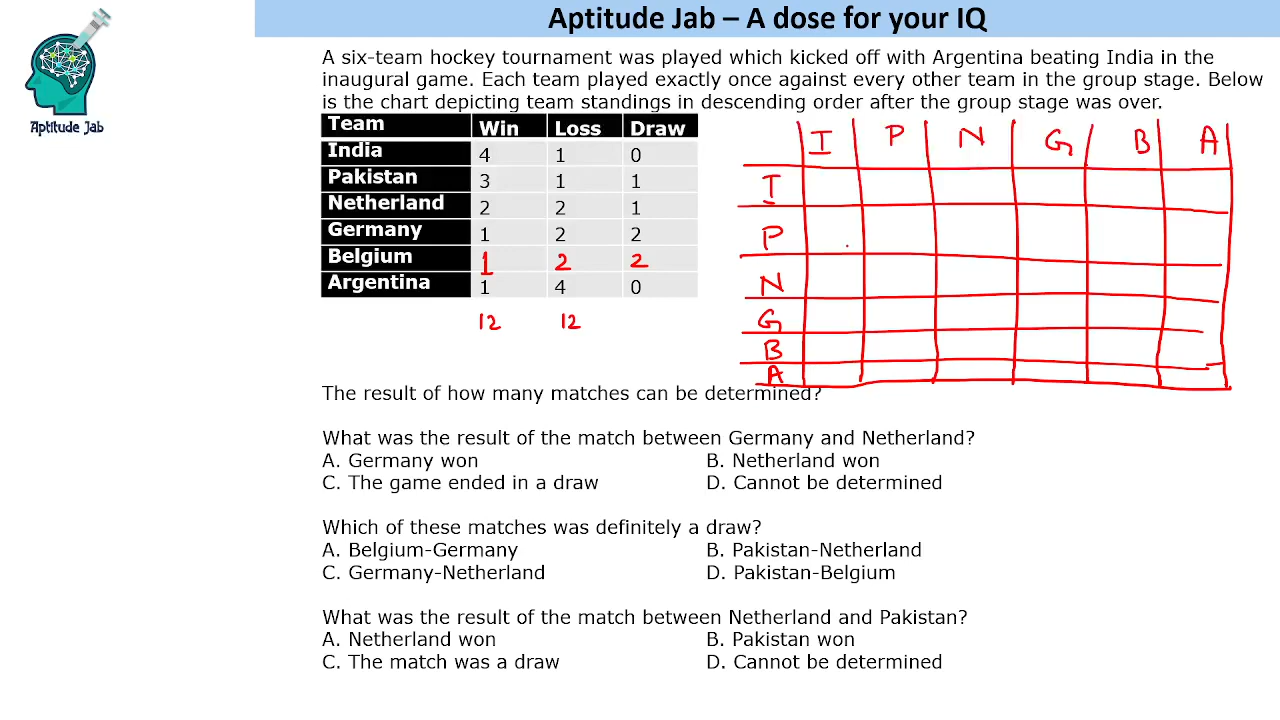 Aptitude Jab – A dose for your IQ
Aptitude Jab
A six-team hockey tournament was played which kicked off with Argentina beating India in the
inaugural game. Each team played exactly once against every other team in the group stage. Below
is the chart depicting team standings in descending order after the group stage was over.
Team Win Loss Draw
India 4 1 0
Pakistan 3 1 1
Netherland 2 2 1
Germany 1 2 2
Belgium 1 2 2
Argentina 1 4 0
12 12
I P N G B A
I
P
N
G
B
A
The result of how many matches can be determined?
What was the result of the match between Germany and Netherland?
A. Germany won B. Netherland won
C. The game ended in a draw D. Cannot be determined
Which of these matches was definitely a draw?
A. Belgium-Germany B. Pakistan-Netherland
C. Germany-Netherland D. Pakistan-Belgium
What was the result of the match between Netherland and Pakistan?
A. Netherland won B. Pakistan won
C. The match was a draw D. Cannot be determined